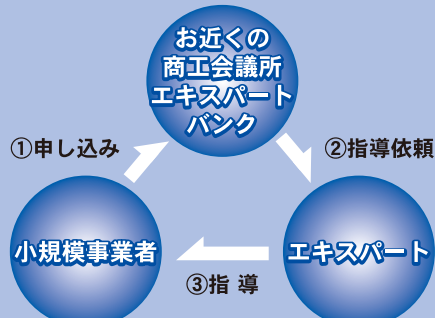 お近くの
商工会議所
エキスパート
バンク
①申し込み
②指導依頼
小規模事業者
エキスパート
③指 導